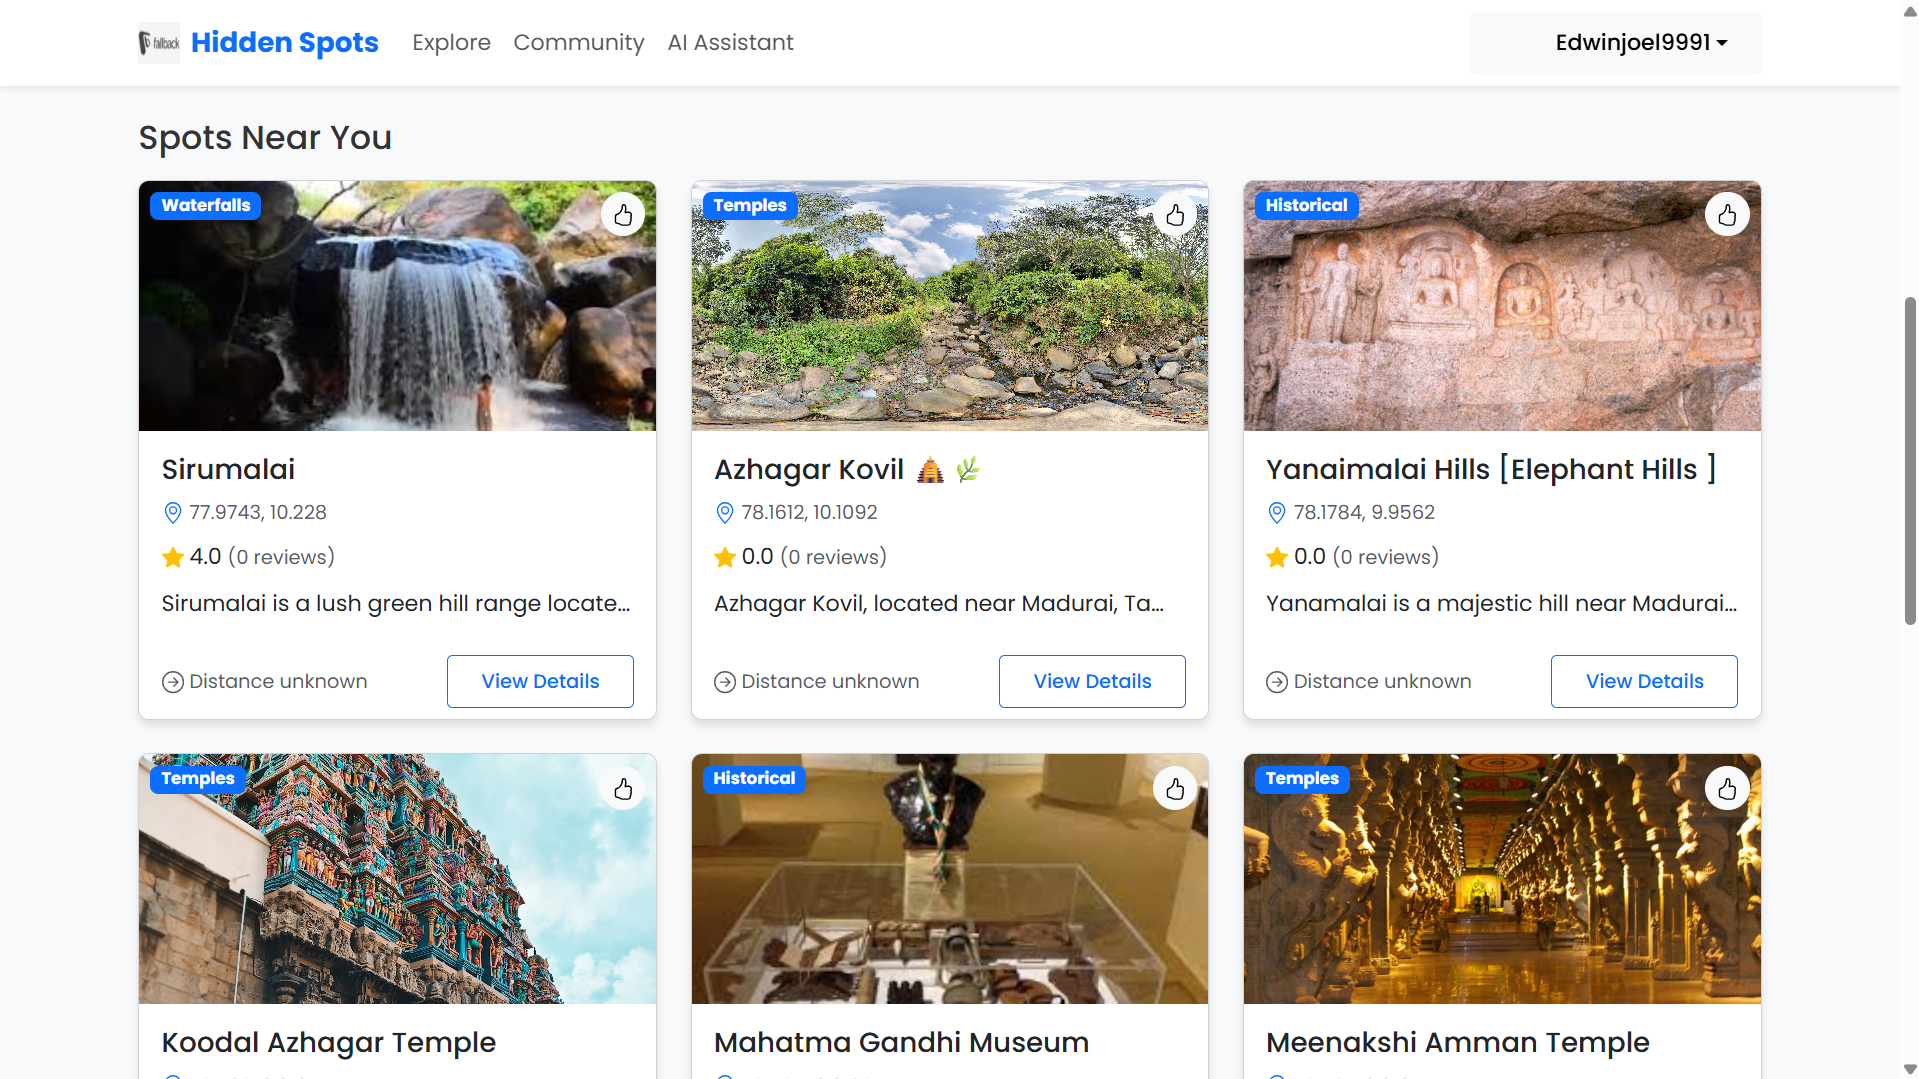 fallback Hidden Spots Explore Community AI Assistant Edwinjoel9991
Spots Near You
Waterfalls
Temples
Historical
Sirumalai
77.9743, 10.228
4.0 (0 reviews)
Sirumalai is a lush green hill range locate...
Distance unknown View Details
Azhagar Kovil 🛕 🌿
78.1612, 10.1092
0.0 (0 reviews)
Azhagar Kovil, located near Madurai, Ta...
Distance unknown View Details
Yanaimalai Hills [Elephant Hills ]
78.1784, 9.9562
0.0 (0 reviews)
Yanamalai is a majestic hill near Madurai...
Distance unknown View Details
Temples
Historical
Temples
Koodal Azhagar Temple
Mahatma Gandhi Museum
Meenakshi Amman Temple